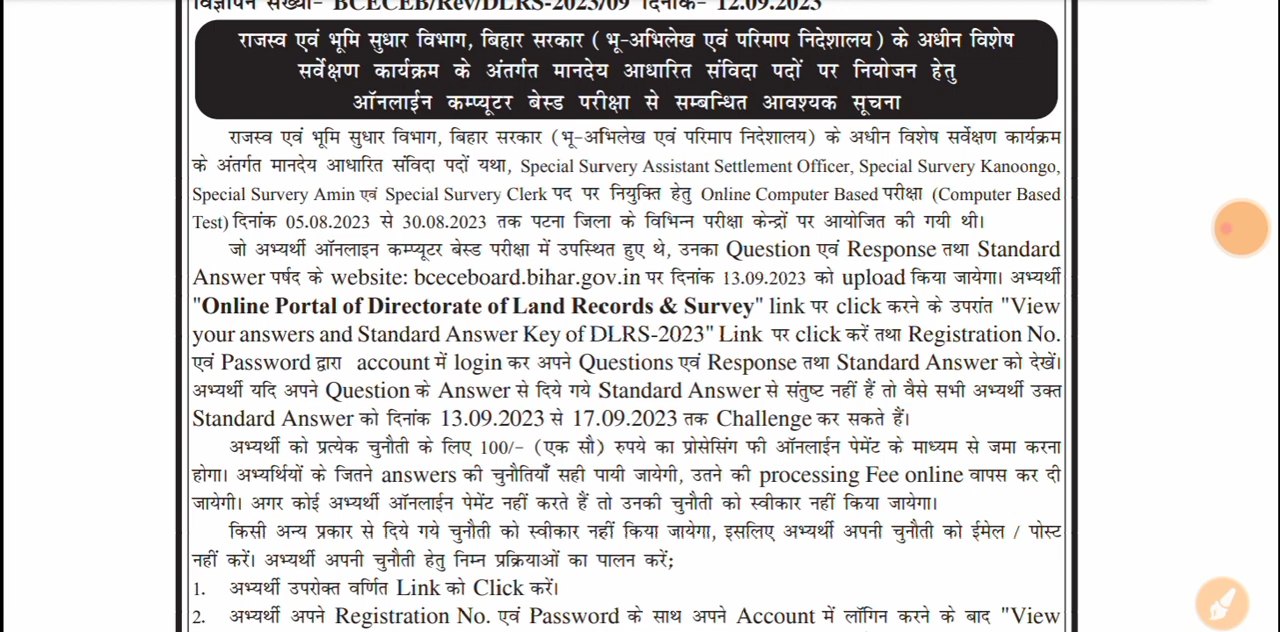 विज्ञापन संख्या- BCECEB/Rev/DLRS-2023/09 दिनांक- 12.09.2023
राजस्व एवं भूमि सुधार विभाग, बिहार सरकार ( भू-अभिलेख एवं परिमाप निदेशालय ) के अधीन विशेष
सर्वेक्षण कार्यक्रम के अंतर्गत मानदेय आधारित संविदा पदों पर नियोजन हेतु
ऑनलाईन कम्प्यूटर बेस्ड परीक्षा से सम्बन्धित आवश्यक सूचना
राजस्व एवं भूमि सुधार विभाग, बिहार सरकार (भू-अभिलेख एवं परिमाप निदेशालय) के अधीन विशेष सर्वेक्षण कार्यक्रम
के अंतर्गत मानदेय आधारित संविदा पदों यथा, Special Survery Assistant Settlement Officer, Special Survery Kanoongo,
Special Survery Amin एवं Special Survery Clerk पद पर नियुक्ति हेतु Online Computer Based परीक्षा (Computer Based
Test) दिनांक 05.08.2023 से 30.08.2023 तक पटना जिला के विभिन्न परीक्षा केन्द्रों पर आयोजित की गयी थी।
जो अभ्यर्थी ऑनलाइन कम्प्यूटर बेस्ड परीक्षा में उपस्थित हुए थे, उनका Question एवं Response तथा Standard
Answer पर्षद के website: bceceboard.bihar.gov.in पर दिनांक 13.09.2023 को upload किया जायेगा। अभ्यर्थी
"Online Portal of Directorate of Land Records & Survey" link पर click करने के उपरांत "View
your answers and Standard Answer Key of DLRS-2023" Link पर click करें तथा Registration No.
एवं Password द्वारा account में login कर अपने Questions एवं Response तथा Standard Answer को देखें।
अभ्यर्थी यदि अपने Question के Answer से दिये गये Standard Answer से संतुष्ट नहीं हैं तो वैसे सभी अभ्यर्थी उक्त
Standard Answer को दिनांक 13.09.2023 से 17.09.2023 तक Challenge कर सकते हैं।
अभ्यर्थी को प्रत्येक चुनौती के लिए 100/- (एक सौ) रुपये का प्रोसेसिंग फी ऑनलाईन पेमेंट के माध्यम से जमा करना
होगा। अभ्यर्थियों के जितने answers की चुनौतियाँ सही पायी जायेगी, उतने की processing Fee online वापस कर दी
जायेगी। अगर कोई अभ्यर्थी ऑनलाईन पेमेंट नहीं करते हैं तो उनकी चुनौती को स्वीकार नहीं किया जायेगा।
किसी अन्य प्रकार से दिये गये चुनौती को स्वीकार नहीं किया जायेगा, इसलिए अभ्यर्थी अपनी चुनौती को ईमेल / पोस्ट
नहीं करें। अभ्यर्थी अपनी चुनौती हेतु निम्न प्रक्रियाओं का पालन करें;
1. अभ्यर्थी उपरोक्त वर्णित Link को Click करें।
2. अभ्यर्थी अपने Registration No. एवं Password के साथ अपने Account में लॉगिन करने के बाद "View